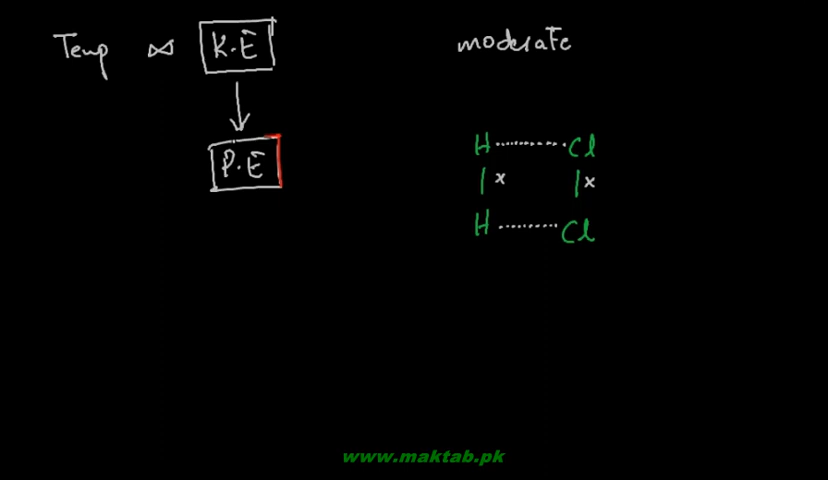 Temp ∝ K.E
moderate
P.E
H ........ Cl
| x | x
H ........ Cl
www.maktab.pk